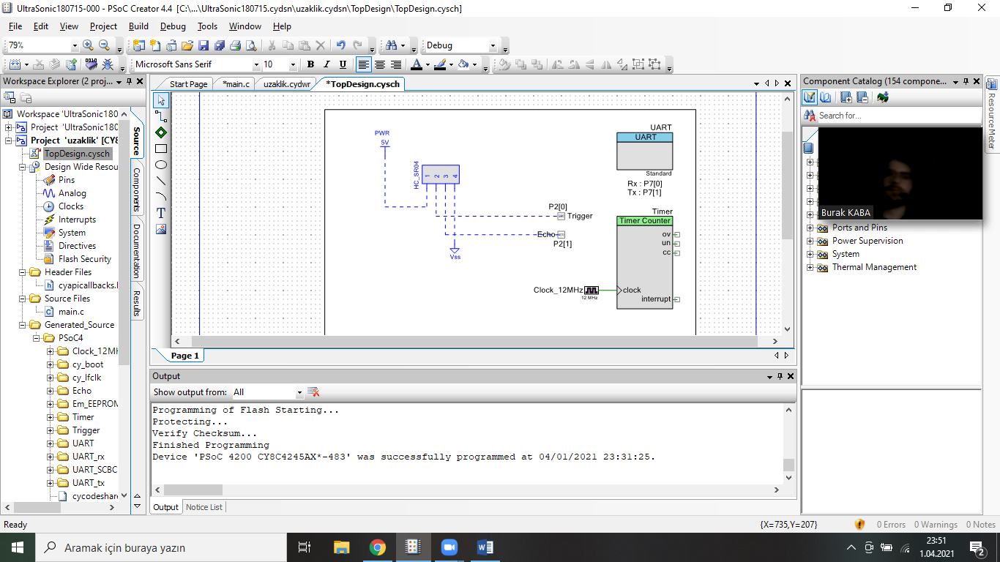 UltraSonic180715-000 - PSoC Creator 4.4 [C:\...\UltraSonic180715.cydsn\uzaklik.cydsn\TopDesign\TopDesign.cysch]
File Edit View Project Build Debug Tools Window Help
79%
Debug
Microsoft Sans Serif 10 B I U A
Workspace Explorer (2 proj...
Start Page *main.c uzaklik.cydwr *TopDesign.cysch
Component Catalog (154 compone...
Search for...
Resource Meter
Workspace 'UltraSonic180
Project 'UltraSonic180
Project 'uzaklik' [CY8
TopDesign.cysch
Design Wide Resou
Pins
Analog
Clocks
Interrupts
System
Directives
Flash Security
Header Files
cyapicallbacks.l
Source Files
main.c
Generated_Source
PSoC4
Clock_12MH
cy_boot
cy_lfclk
Echo
Em_EEPROM
Timer
Trigger
UART
UART_rx
UART_SCBC
UART_tx
cycodeshare
Source
Components
Documentation
Results
T
PWR
5V
HC_SR04
1 2 3 4
P2[0]
Trigger
Echo
P2[1]
Vss
UART
UART
Standard
Rx : P7[0]
Tx : P7[1]
Timer
Timer Counter
ov
un
cc
Clock_12MHz
12 MHz
clock
interrupt
Burak KABA
Ports and Pins
Power Supervision
System
Thermal Management
Page 1
Output
Show output from: All
Programming of Flash Starting...
Protecting...
Verify Checksum...
Finished Programming
Device 'PSoC 4200 CY8C4245AX*-483' was successfully programmed at 04/01/2021 23:31:25.
Output Notice List
Ready
{X=735,Y=207}
0 Errors 0 Warnings 0 Notes
Aramak için buraya yazın
23:51
1.04.2021
2